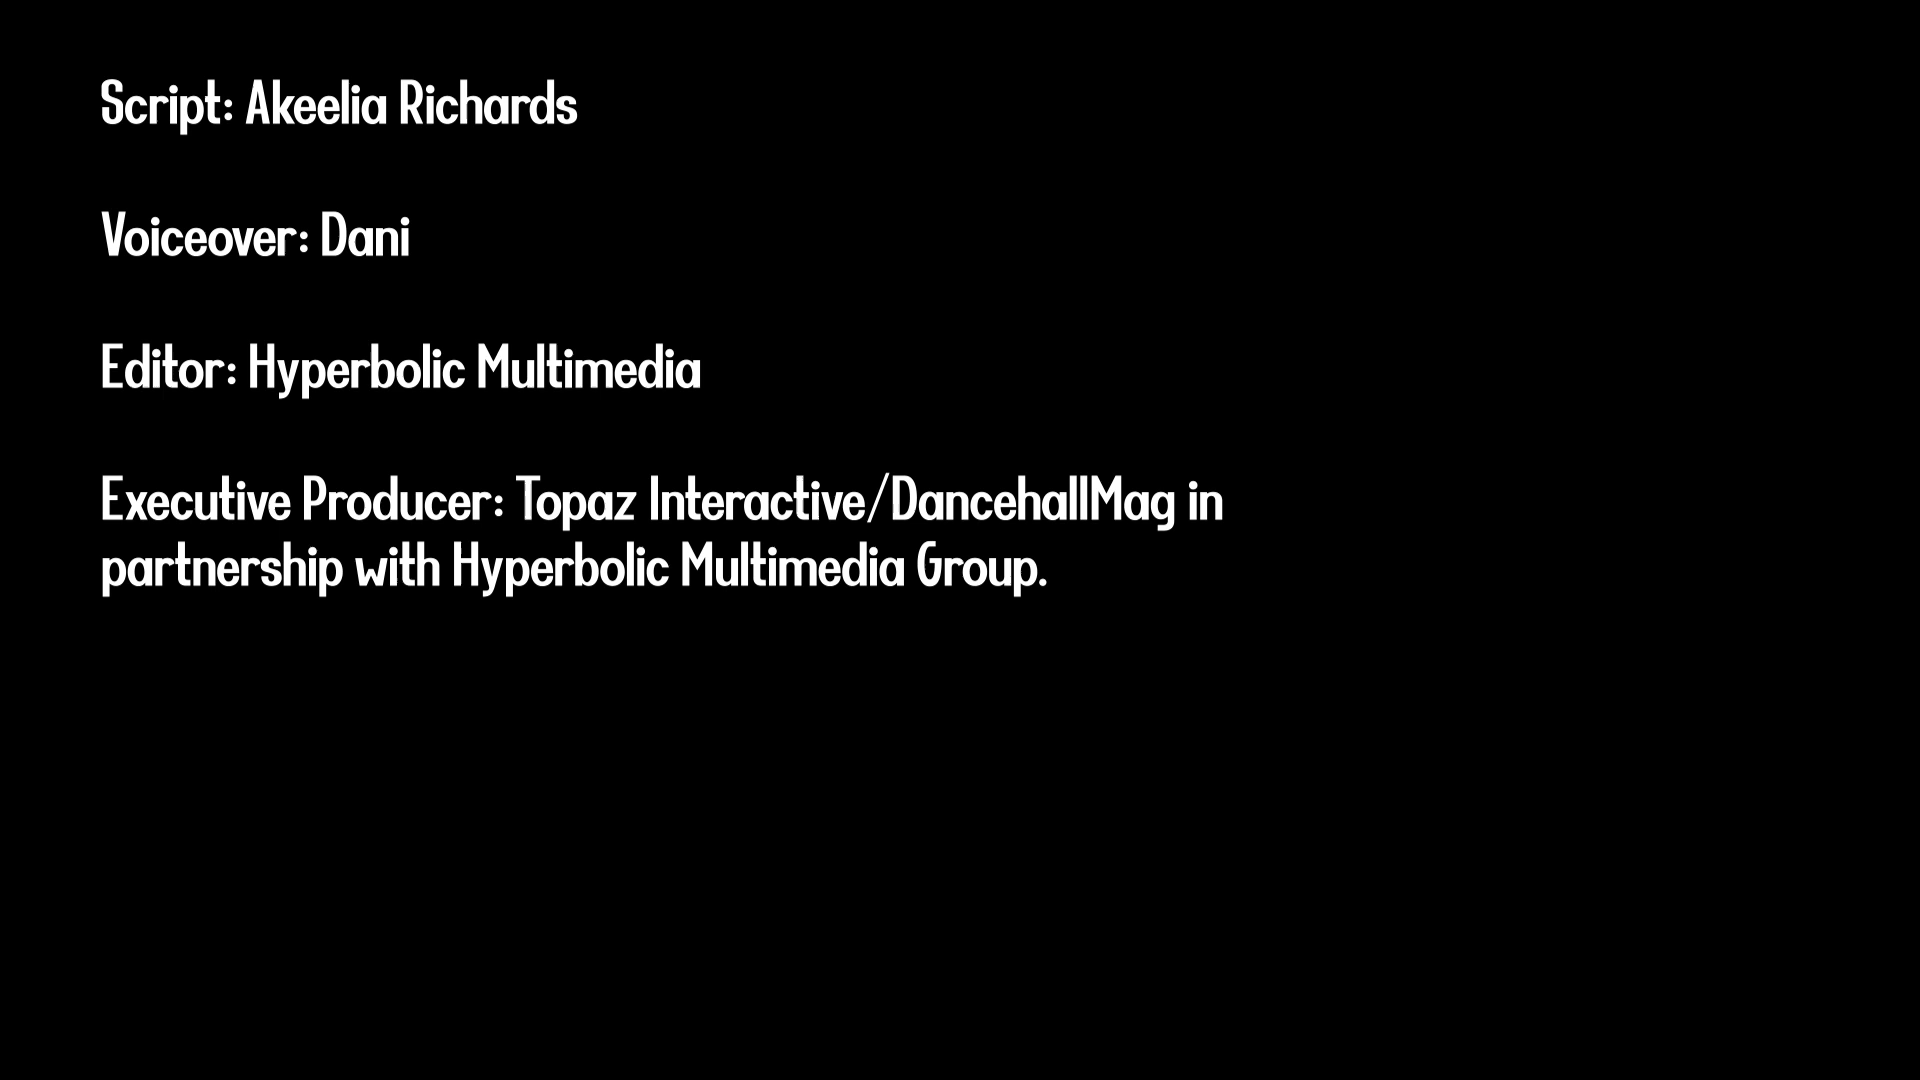 Script: Akeelia Richards
Voiceover: Dani
Editor: Hyperbolic Multimedia
Executive Producer: Topaz Interactive/DancehallMag in
partnership with Hyperbolic Multimedia Group.